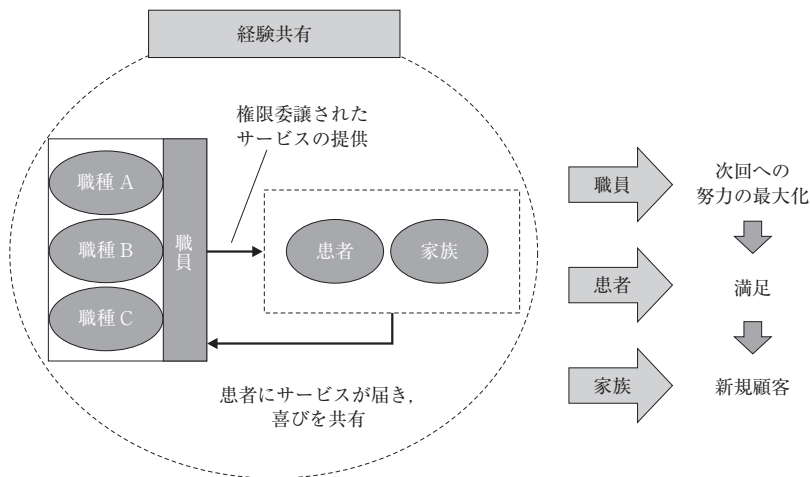 経験共有
権限委譲された
サービスの提供
職種 A
職種 B
職種 C
職員
患者
家族
患者にサービスが届き,
喜びを共有
職員
次回への
努力の最大化
患者
満足
家族
新規顧客